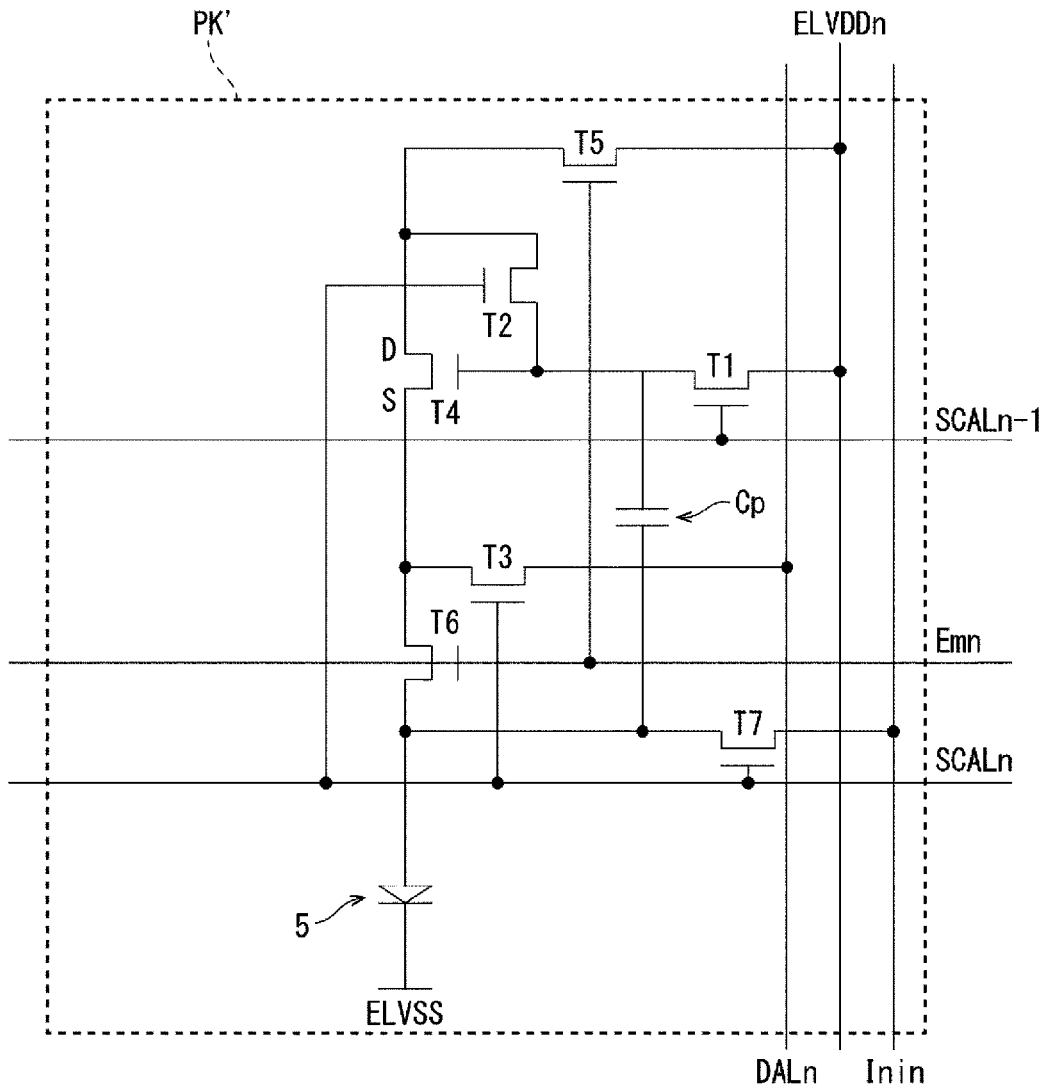 PK'
ELVDDn
T5
T2
D
T1
S
T4
SCALn-1
Cp
T3
T6
Emn
T7
SCALn
5
ELVSS
DALn
Inin